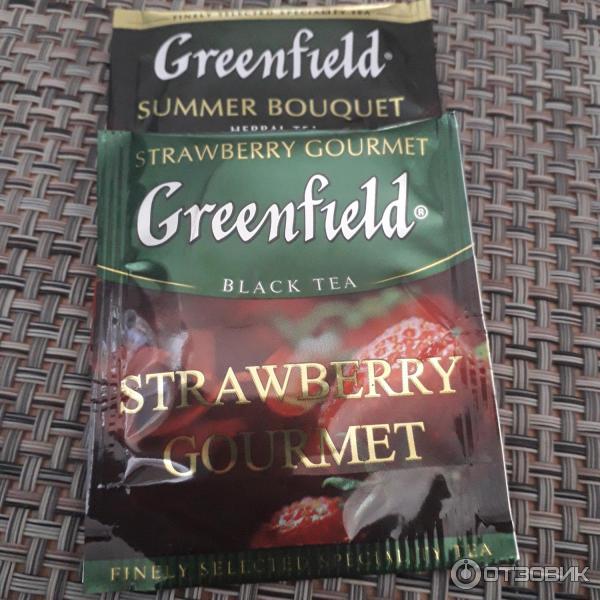 FINELY SELECTED SPECIALITY TEA
Greenfield®
SUMMER BOUQUET
HERBAL TEA
STRAWBERRY GOURMET
Greenfield®
BLACK TEA
STRAWBERRY
GOURMET
FINELY SELECTED SPECIALITY TEA
ОТЗОВИК